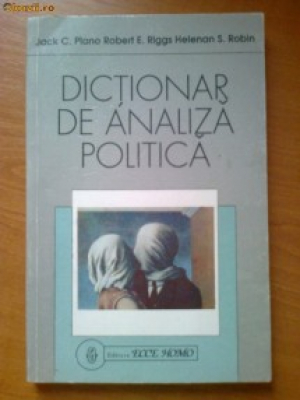 Jack C. Plano Robert E. Riggs Helenan S. Robin
DICȚIONAR
DE ANALIZĂ
POLITICĂ
Editura ECCE HOMO